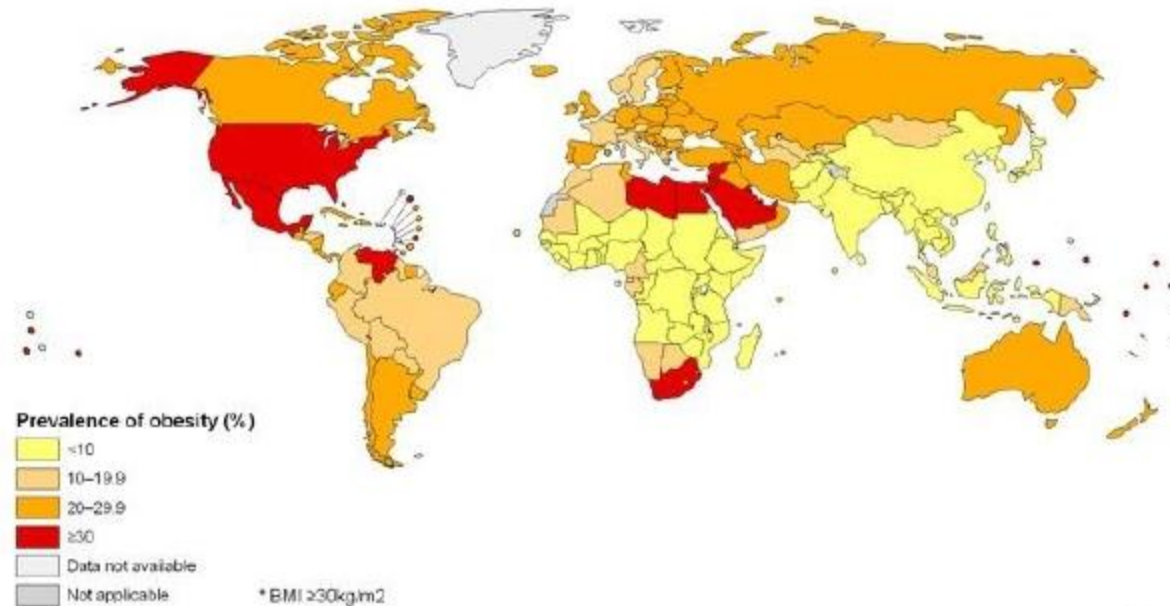 Prevalence of obesity (%)
<10
10–19.9
20–29.9
≥30
Data not available
Not applicable
* BMI ≥30kg/m2